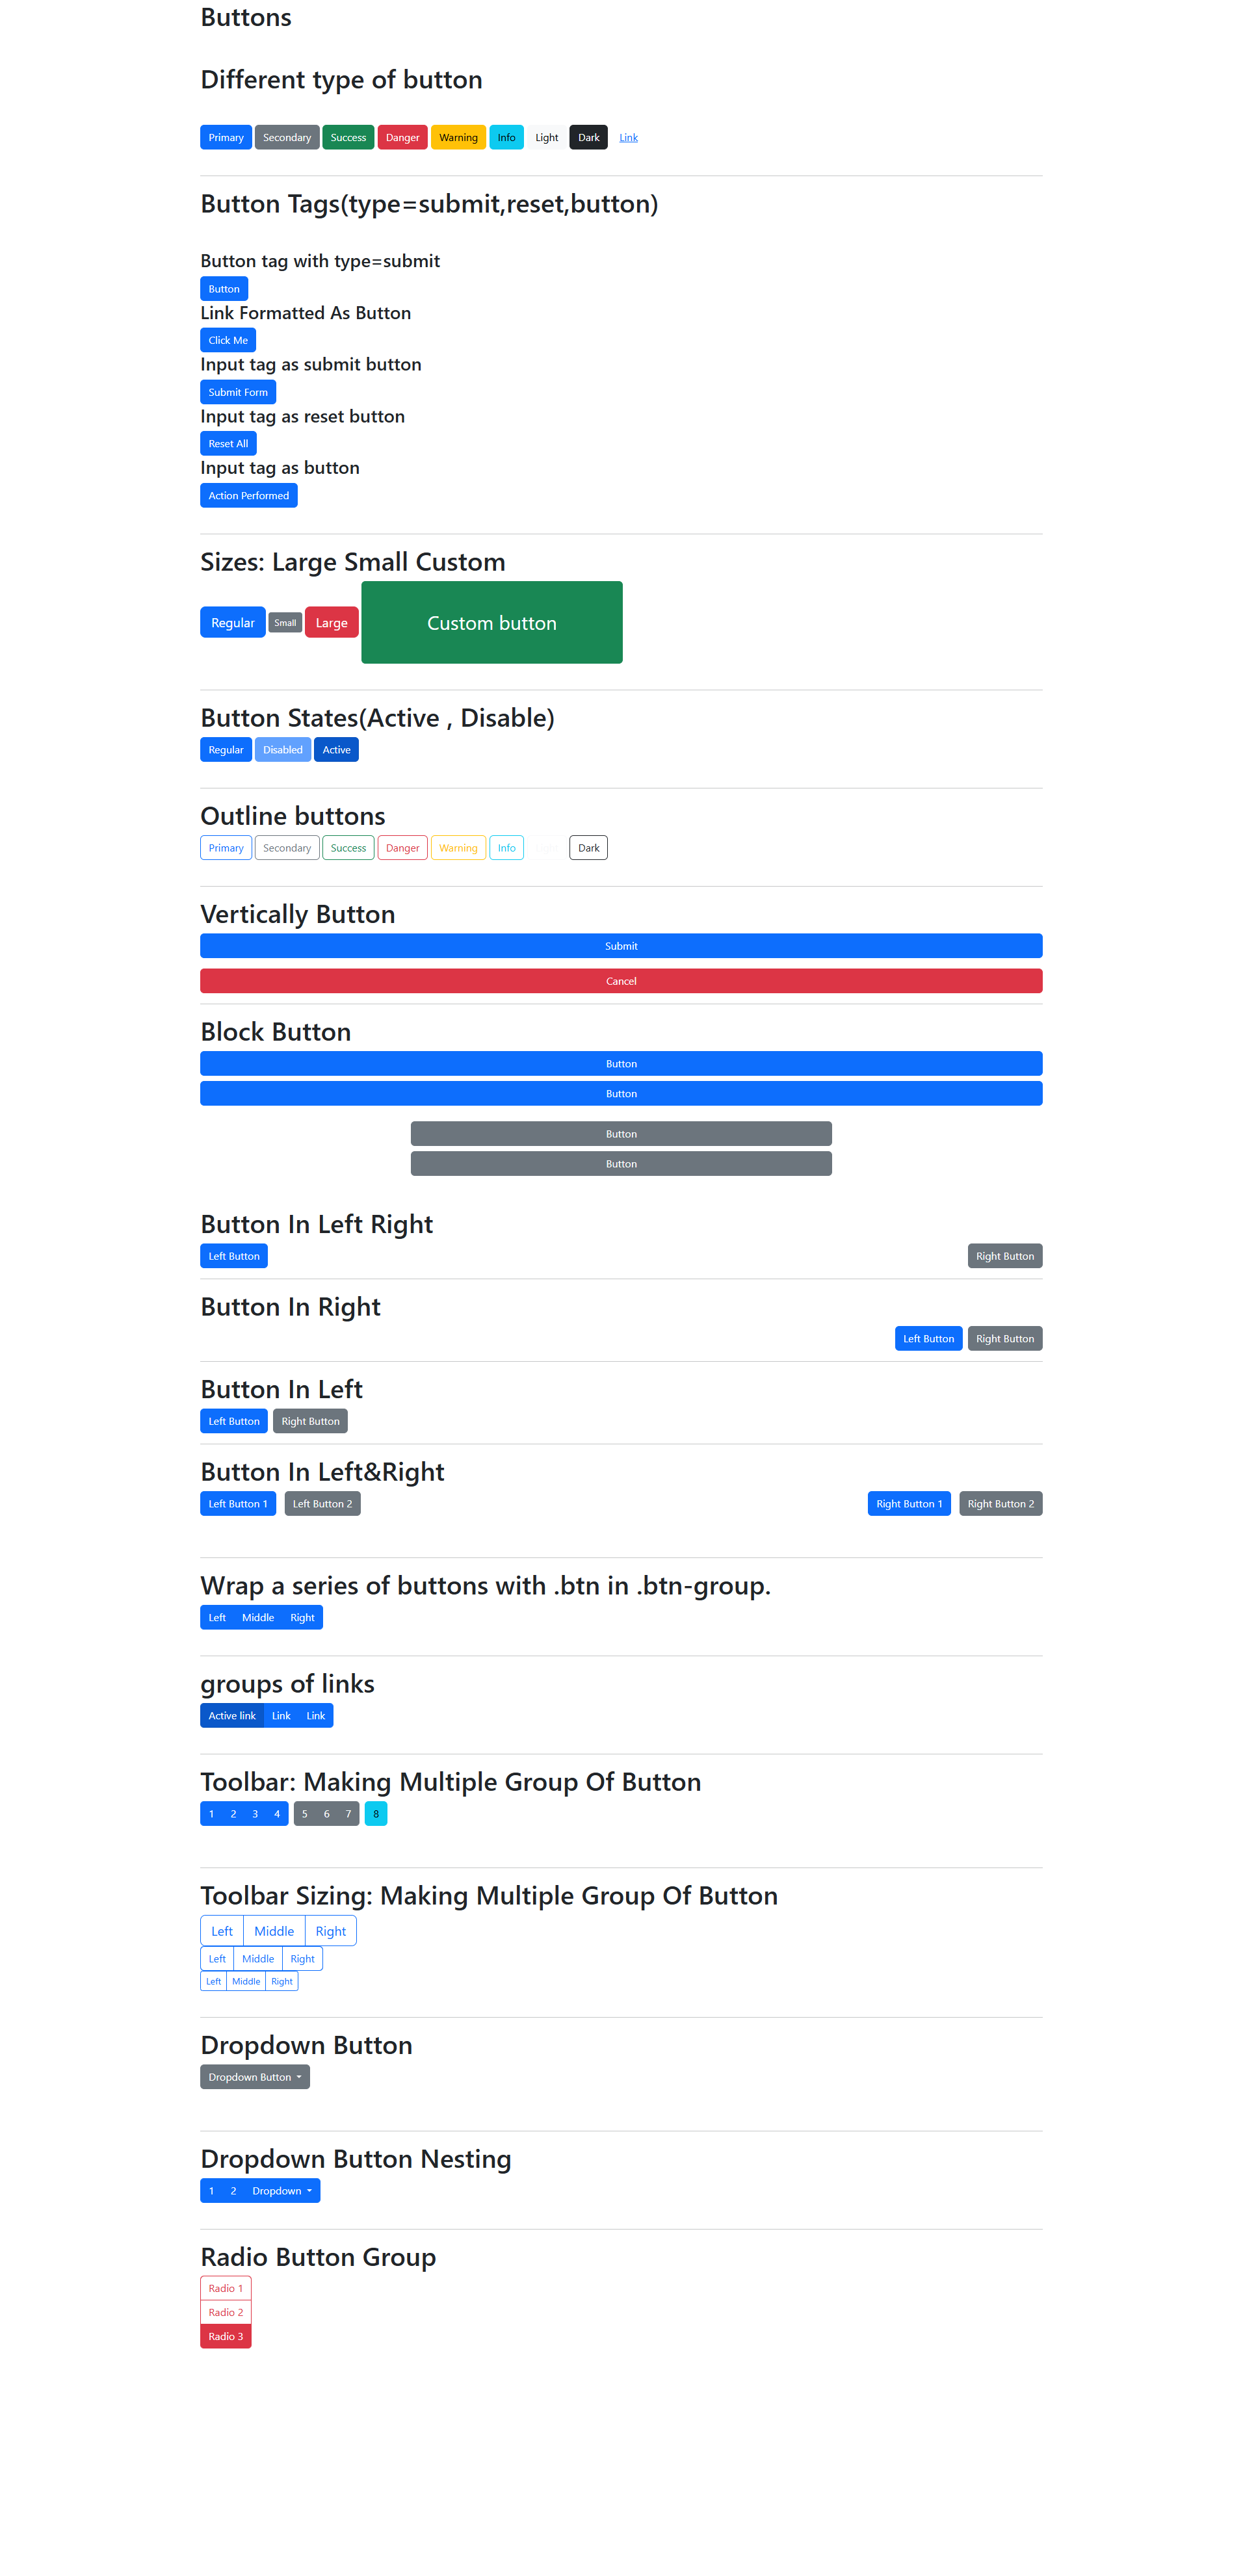 Buttons
Different type of button
Primary Secondary Success Danger Warning Info Light Dark Link
Button Tags(type=submit,reset,button)
Button tag with type=submit
Button
Link Formatted As Button
Click Me
Input tag as submit button
Submit Form
Input tag as reset button
Reset All
Input tag as button
Action Performed
Sizes: Large Small Custom
Regular Small Large Custom button
Button States(Active , Disable)
Regular Disabled Active
Outline buttons
Primary Secondary Success Danger Warning Info Dark
Vertically Button
Submit
Cancel
Block Button
Button
Button
Button
Button
Button In Left Right
Left Button Right Button
Button In Right
Left Button Right Button
Button In Left
Left Button Right Button
Button In Left&Right
Left Button 1 Left Button 2 Right Button 1 Right Button 2
Wrap a series of buttons with .btn in .btn-group.
Left Middle Right
groups of links
Active link Link Link
Toolbar: Making Multiple Group Of Button
1 2 3 4 5 6 7 8
Toolbar Sizing: Making Multiple Group Of Button
Left Middle Right
Left Middle Right
Left Middle Right
Dropdown Button
Dropdown Button
Dropdown Button Nesting
1 2 Dropdown
Radio Button Group
Radio 1
Radio 2
Radio 3